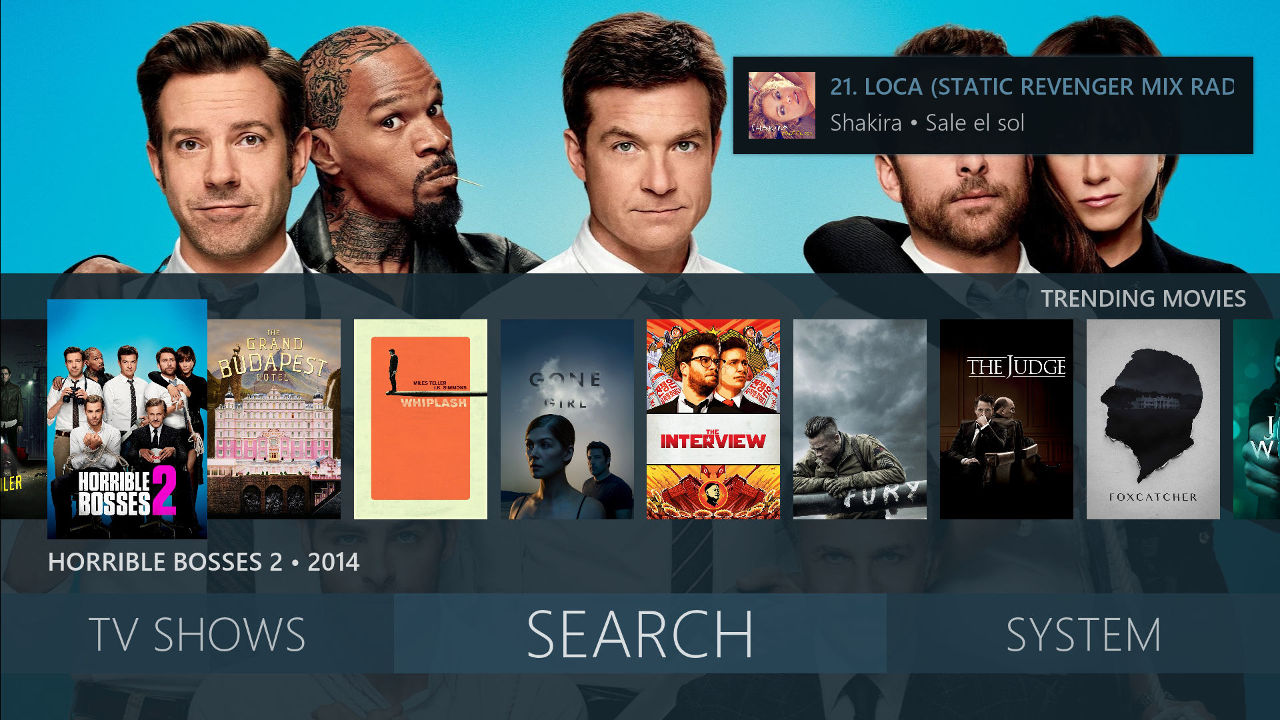 21. LOCA (STATIC REVENGER MIX RAD
Shakira • Sale el sol
TRENDING MOVIES
LER
HORRIBLE
BOSSES 2
THE
GRAND
BUDAPEST
HOTEL
MILES TELLER
J.K. SIMMONS
WHIPLASH
GONE
GIRL
THE
INTERVIEW
FURY
THE JUDGE
FOXCATCHER
J
W
HORRIBLE BOSSES 2 • 2014
TV SHOWS
SEARCH
SYSTEM